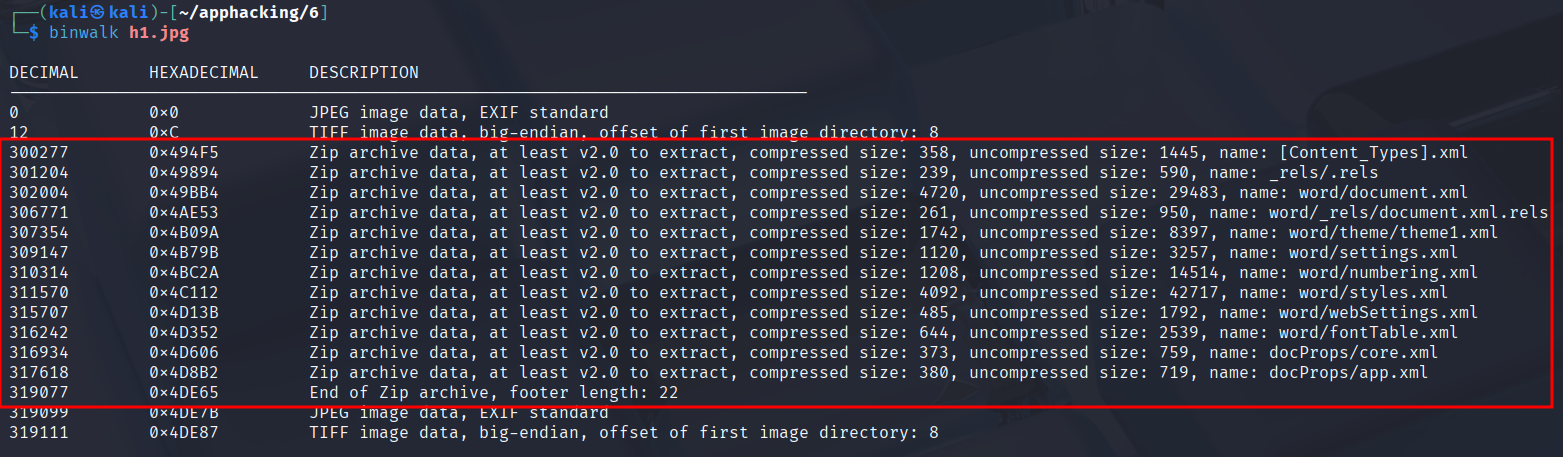 ┌──(kali㉿kali)-[~/apphacking/6]
└─$ binwalk h1.jpg
DECIMAL       HEXADECIMAL     DESCRIPTION
--------------------------------------------------------------------------------
0             0×0             JPEG image data, EXIF standard
12            0×C             TIFF image data, big-endian, offset of first image directory: 8
300277        0×494F5         Zip archive data, at least v2.0 to extract, compressed size: 358, uncompressed size: 1445, name: [Content_Types].xml
301204        0×49894         Zip archive data, at least v2.0 to extract, compressed size: 239, uncompressed size: 590, name: _rels/.rels
302004        0×49BB4         Zip archive data, at least v2.0 to extract, compressed size: 4720, uncompressed size: 29483, name: word/document.xml
306771        0×4AE53         Zip archive data, at least v2.0 to extract, compressed size: 261, uncompressed size: 950, name: word/_rels/document.xml.rels
307354        0×4B09A         Zip archive data, at least v2.0 to extract, compressed size: 1742, uncompressed size: 8397, name: word/theme/theme1.xml
309147        0×4B79B         Zip archive data, at least v2.0 to extract, compressed size: 1120, uncompressed size: 3257, name: word/settings.xml
310314        0×4BC2A         Zip archive data, at least v2.0 to extract, compressed size: 1208, uncompressed size: 14514, name: word/numbering.xml
311570        0×4C112         Zip archive data, at least v2.0 to extract, compressed size: 4092, uncompressed size: 42717, name: word/styles.xml
315707        0×4D13B         Zip archive data, at least v2.0 to extract, compressed size: 485, uncompressed size: 1792, name: word/webSettings.xml
316242        0×4D352         Zip archive data, at least v2.0 to extract, compressed size: 644, uncompressed size: 2539, name: word/fontTable.xml
316934        0×4D606         Zip archive data, at least v2.0 to extract, compressed size: 373, uncompressed size: 759, name: docProps/core.xml
317618        0×4D8B2         Zip archive data, at least v2.0 to extract, compressed size: 380, uncompressed size: 719, name: docProps/app.xml
319077        0×4DE65         End of Zip archive, footer length: 22
319099        0×4DE7B         JPEG image data, EXIF standard
319111        0×4DE87         TIFF image data, big-endian, offset of first image directory: 8